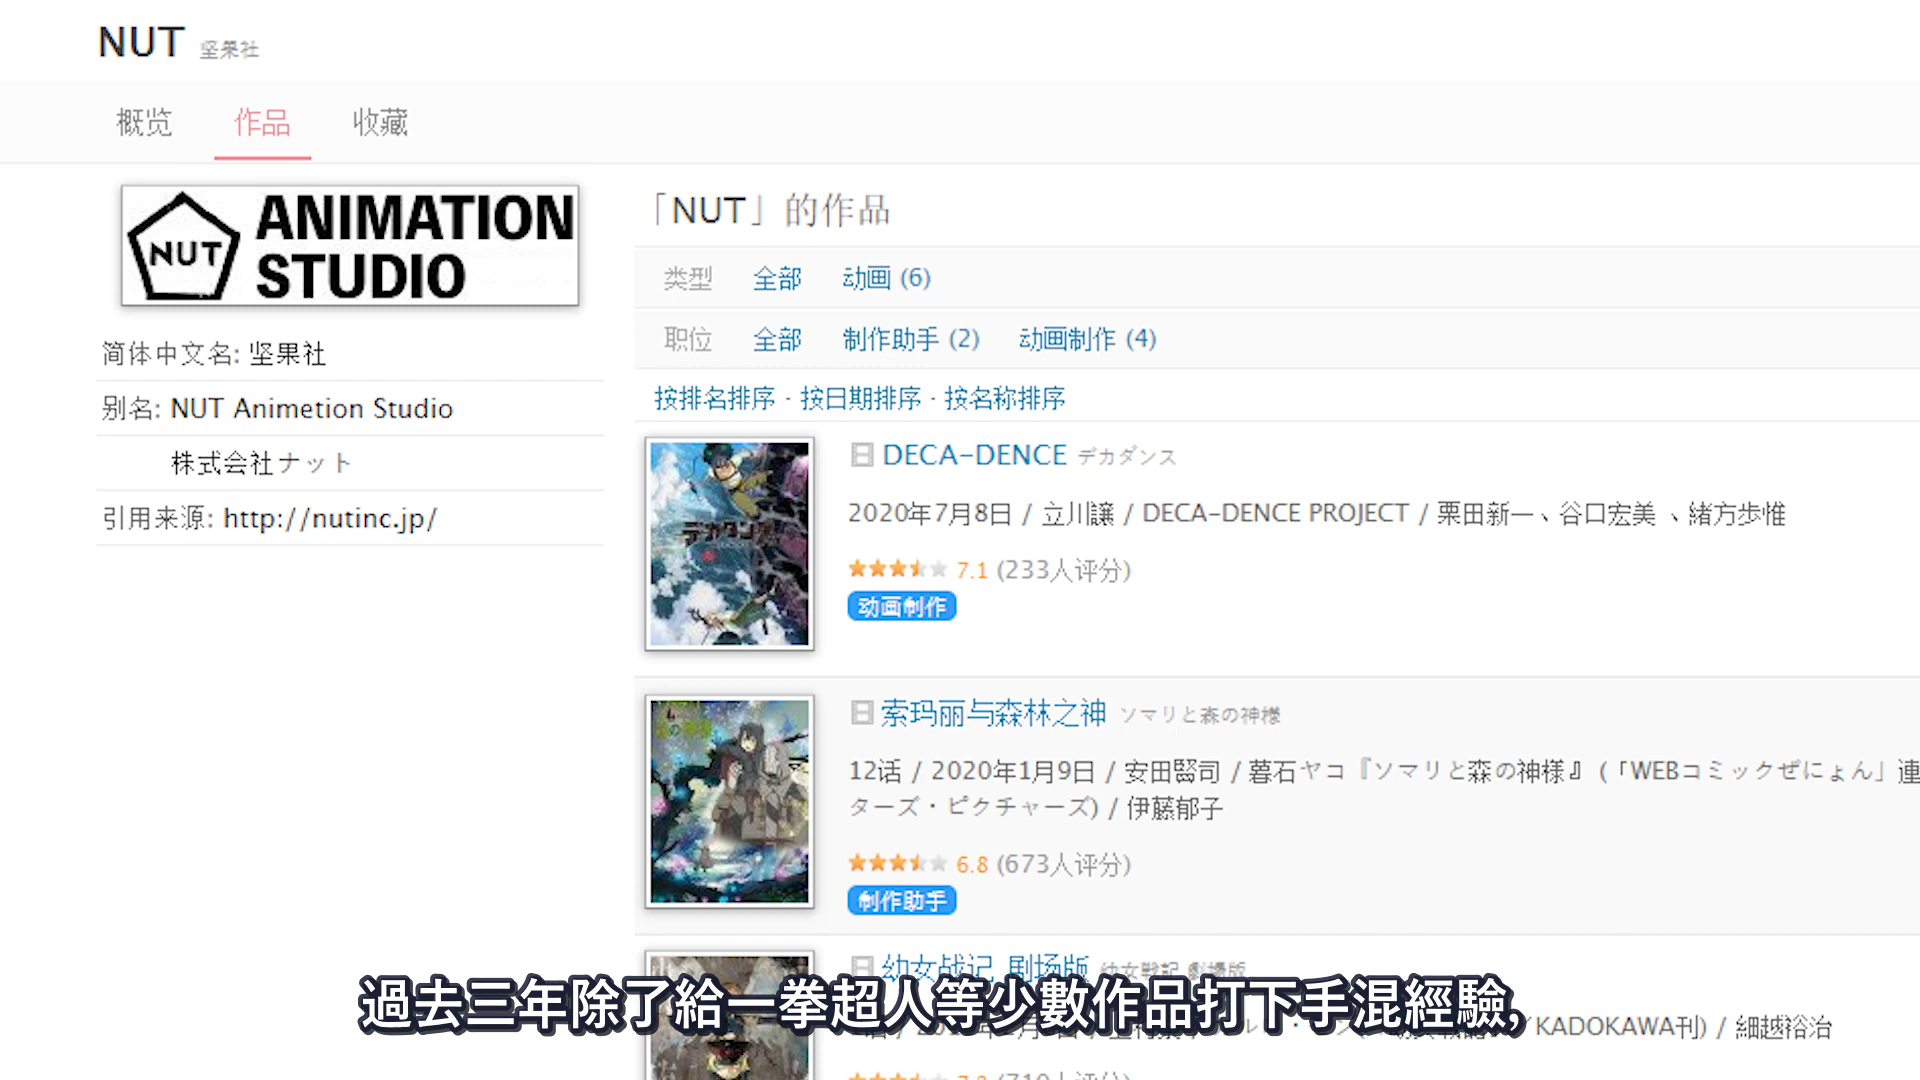 NUT 坚果社
概览 作品 收藏
NUT ANIMATION STUDIO
简体中文名: 坚果社
别名: NUT Animetion Studio
株式会社ナット
引用来源: http://nutinc.jp/
「NUT」的作品
类型 全部 动画 (6)
职位 全部 制作助手 (2) 动画制作 (4)
按排名排序 · 按日期排序 · 按名称排序
DECA-DENCE デカダンス
2020年7月8日 / 立川譲 / DECA-DENCE PROJECT / 栗田新一、谷口宏美 、緒方歩惟
7.1 (233人评分)
动画制作
索玛丽与森林之神 ソマリと森の神様
12话 / 2020年1月9日 / 安田賢司 / 暮石ヤコ『ソマリと森の神様』 (「WEBコミックぜにょん」連
ターズ・ピクチャーズ) / 伊藤郁子
6.8 (673人评分)
制作助手
幼女战记 剧场版 幼女戦記 劇場版
KADOKAWA刊) / 細越裕治
過去三年除了給一拳超人等少數作品打下手混經驗,